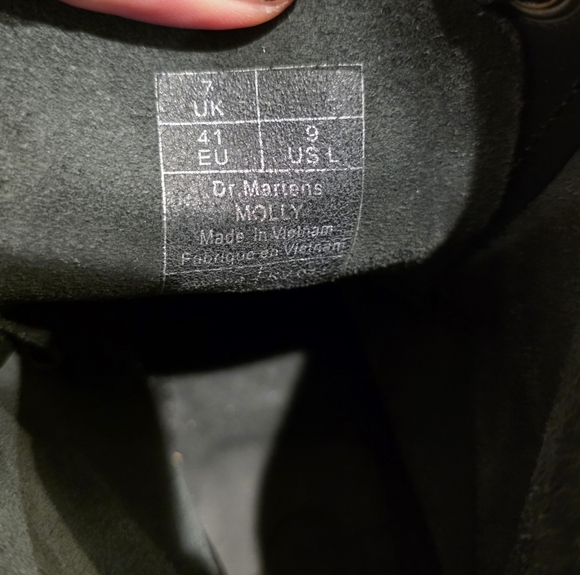 7
UK
41 9
EU US L
Dr. Martens
MOLLY
Made in Vietnam
Fabriqué en Vietnam